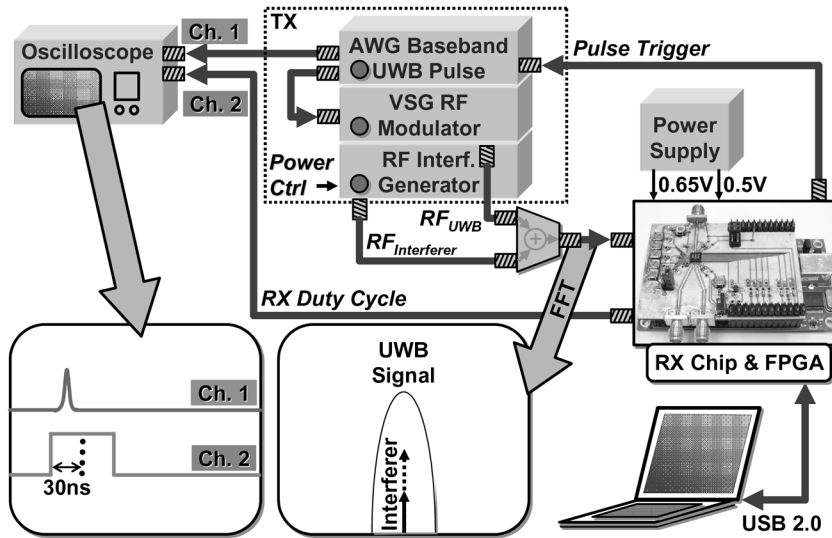 Oscilloscope
Ch. 1
Ch. 2
TX
AWG Baseband
UWB Pulse
VSG RF
Modulator
RF Interf.
Generator
Power
Ctrl
Pulse Trigger
Power
Supply
0.65V
0.5V
RF_UWB
RF_Interferer
RX Duty Cycle
FFT
RX Chip & FPGA
Ch. 1
Ch. 2
30ns
UWB
Signal
Interferer
USB 2.0